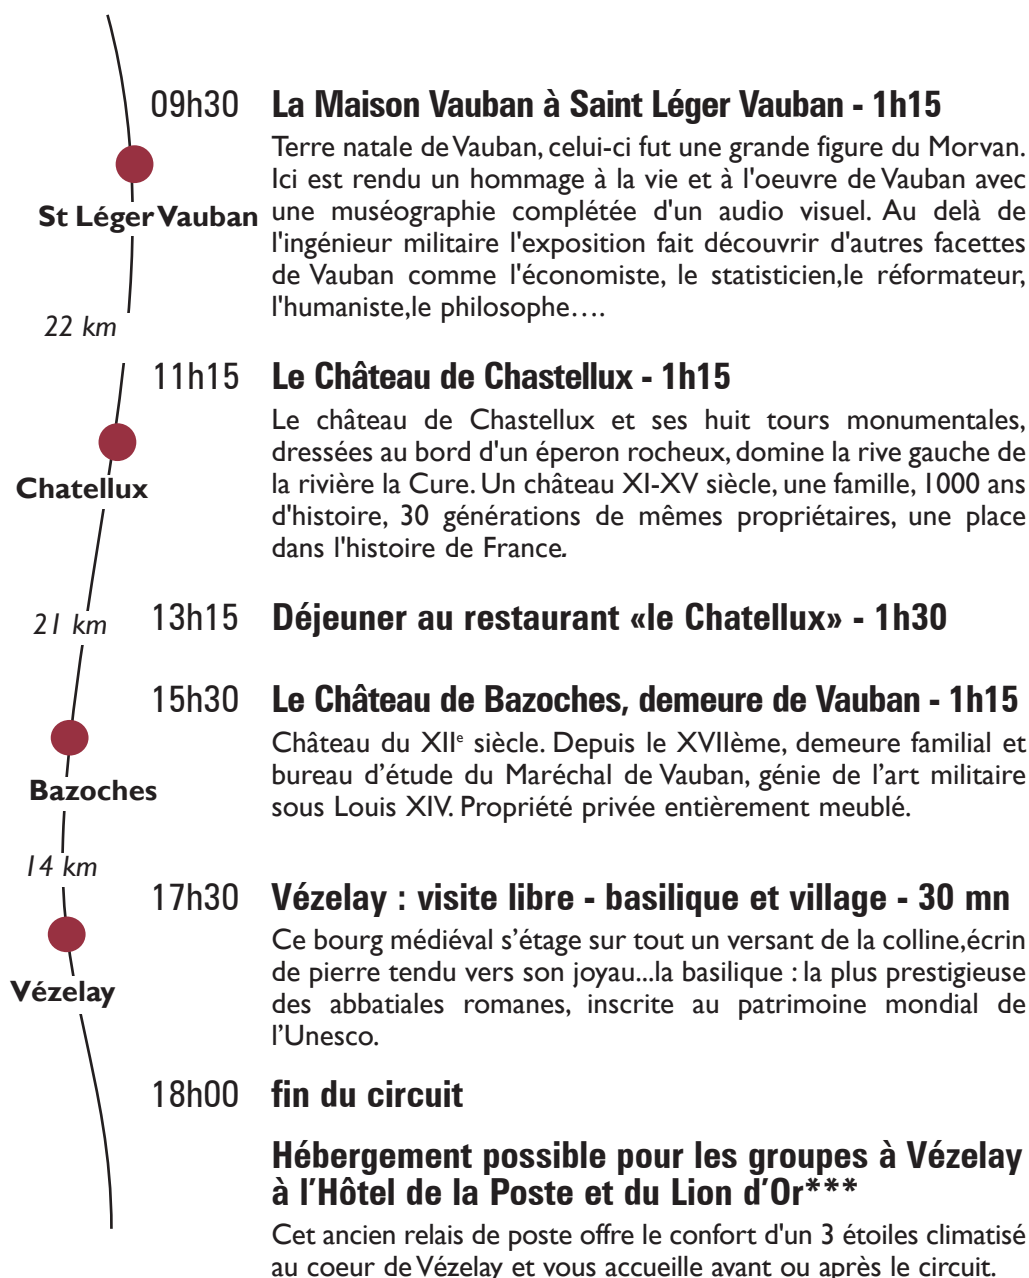 09h30 La Maison Vauban à Saint Léger Vauban - 1h15
Terre natale de Vauban, celui-ci fut une grande figure du Morvan.
Ici est rendu un hommage à la vie et à l'oeuvre de Vauban avec
St Léger Vauban
une muséographie complétée d'un audio visuel. Au delà de
l'ingénieur militaire l'exposition fait découvrir d'autres facettes
de Vauban comme l'économiste, le statisticien,le réformateur,
l'humaniste,le philosophe….
22 km
11h15 Le Château de Chastellux - 1h15
Le château de Chastellux et ses huit tours monumentales,
dressées au bord d'un éperon rocheux, domine la rive gauche de
la rivière la Cure. Un château XI-XV siècle, une famille, 1000 ans
d'histoire, 30 générations de mêmes propriétaires, une place
dans l'histoire de France.
Chatellux
21 km
13h15 Déjeuner au restaurant «le Chatellux» - 1h30
15h30 Le Château de Bazoches, demeure de Vauban - 1h15
Château du XIIe siècle. Depuis le XVIIème, demeure familial et
bureau d’étude du Maréchal de Vauban, génie de l’art militaire
sous Louis XIV. Propriété privée entièrement meublé.
Bazoches
14 km
17h30 Vézelay : visite libre - basilique et village - 30 mn
Ce bourg médiéval s’étage sur tout un versant de la colline,écrin
de pierre tendu vers son joyau...la basilique : la plus prestigieuse
des abbatiales romanes, inscrite au patrimoine mondial de
l’Unesco.
Vézelay
18h00 fin du circuit
Hébergement possible pour les groupes à Vézelay
à l’Hôtel de la Poste et du Lion d’Or***
Cet ancien relais de poste offre le confort d'un 3 étoiles climatisé
au coeur de Vézelay et vous accueille avant ou après le circuit.